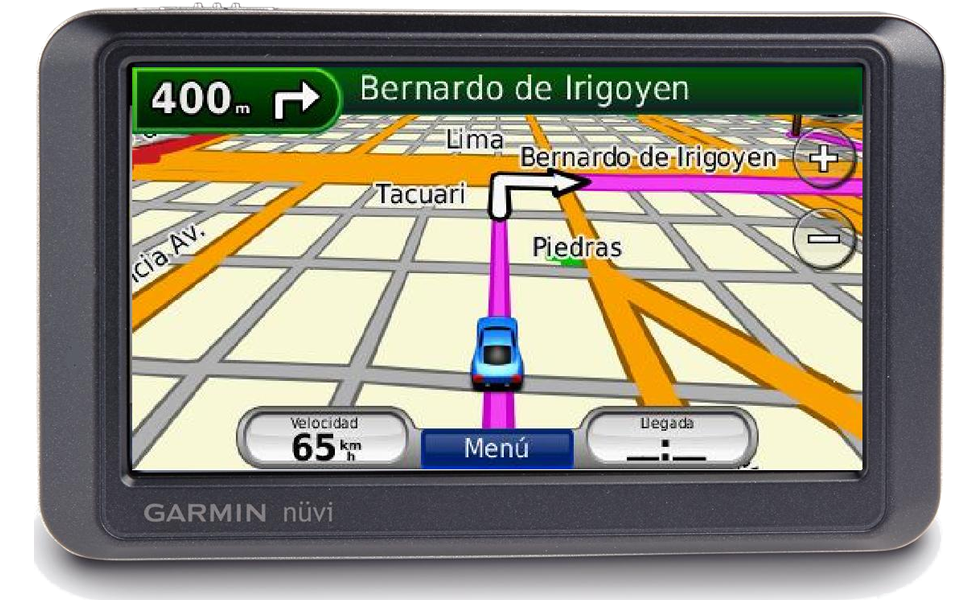 400 m
Bernardo de Irigoyen
Lima
Bernardo de Irigoyen
+
Tacuari
cia Av.
Piedras
−
Velocidad
65 km/h
Menú
Llegada
__:__
GARMIN nüvi